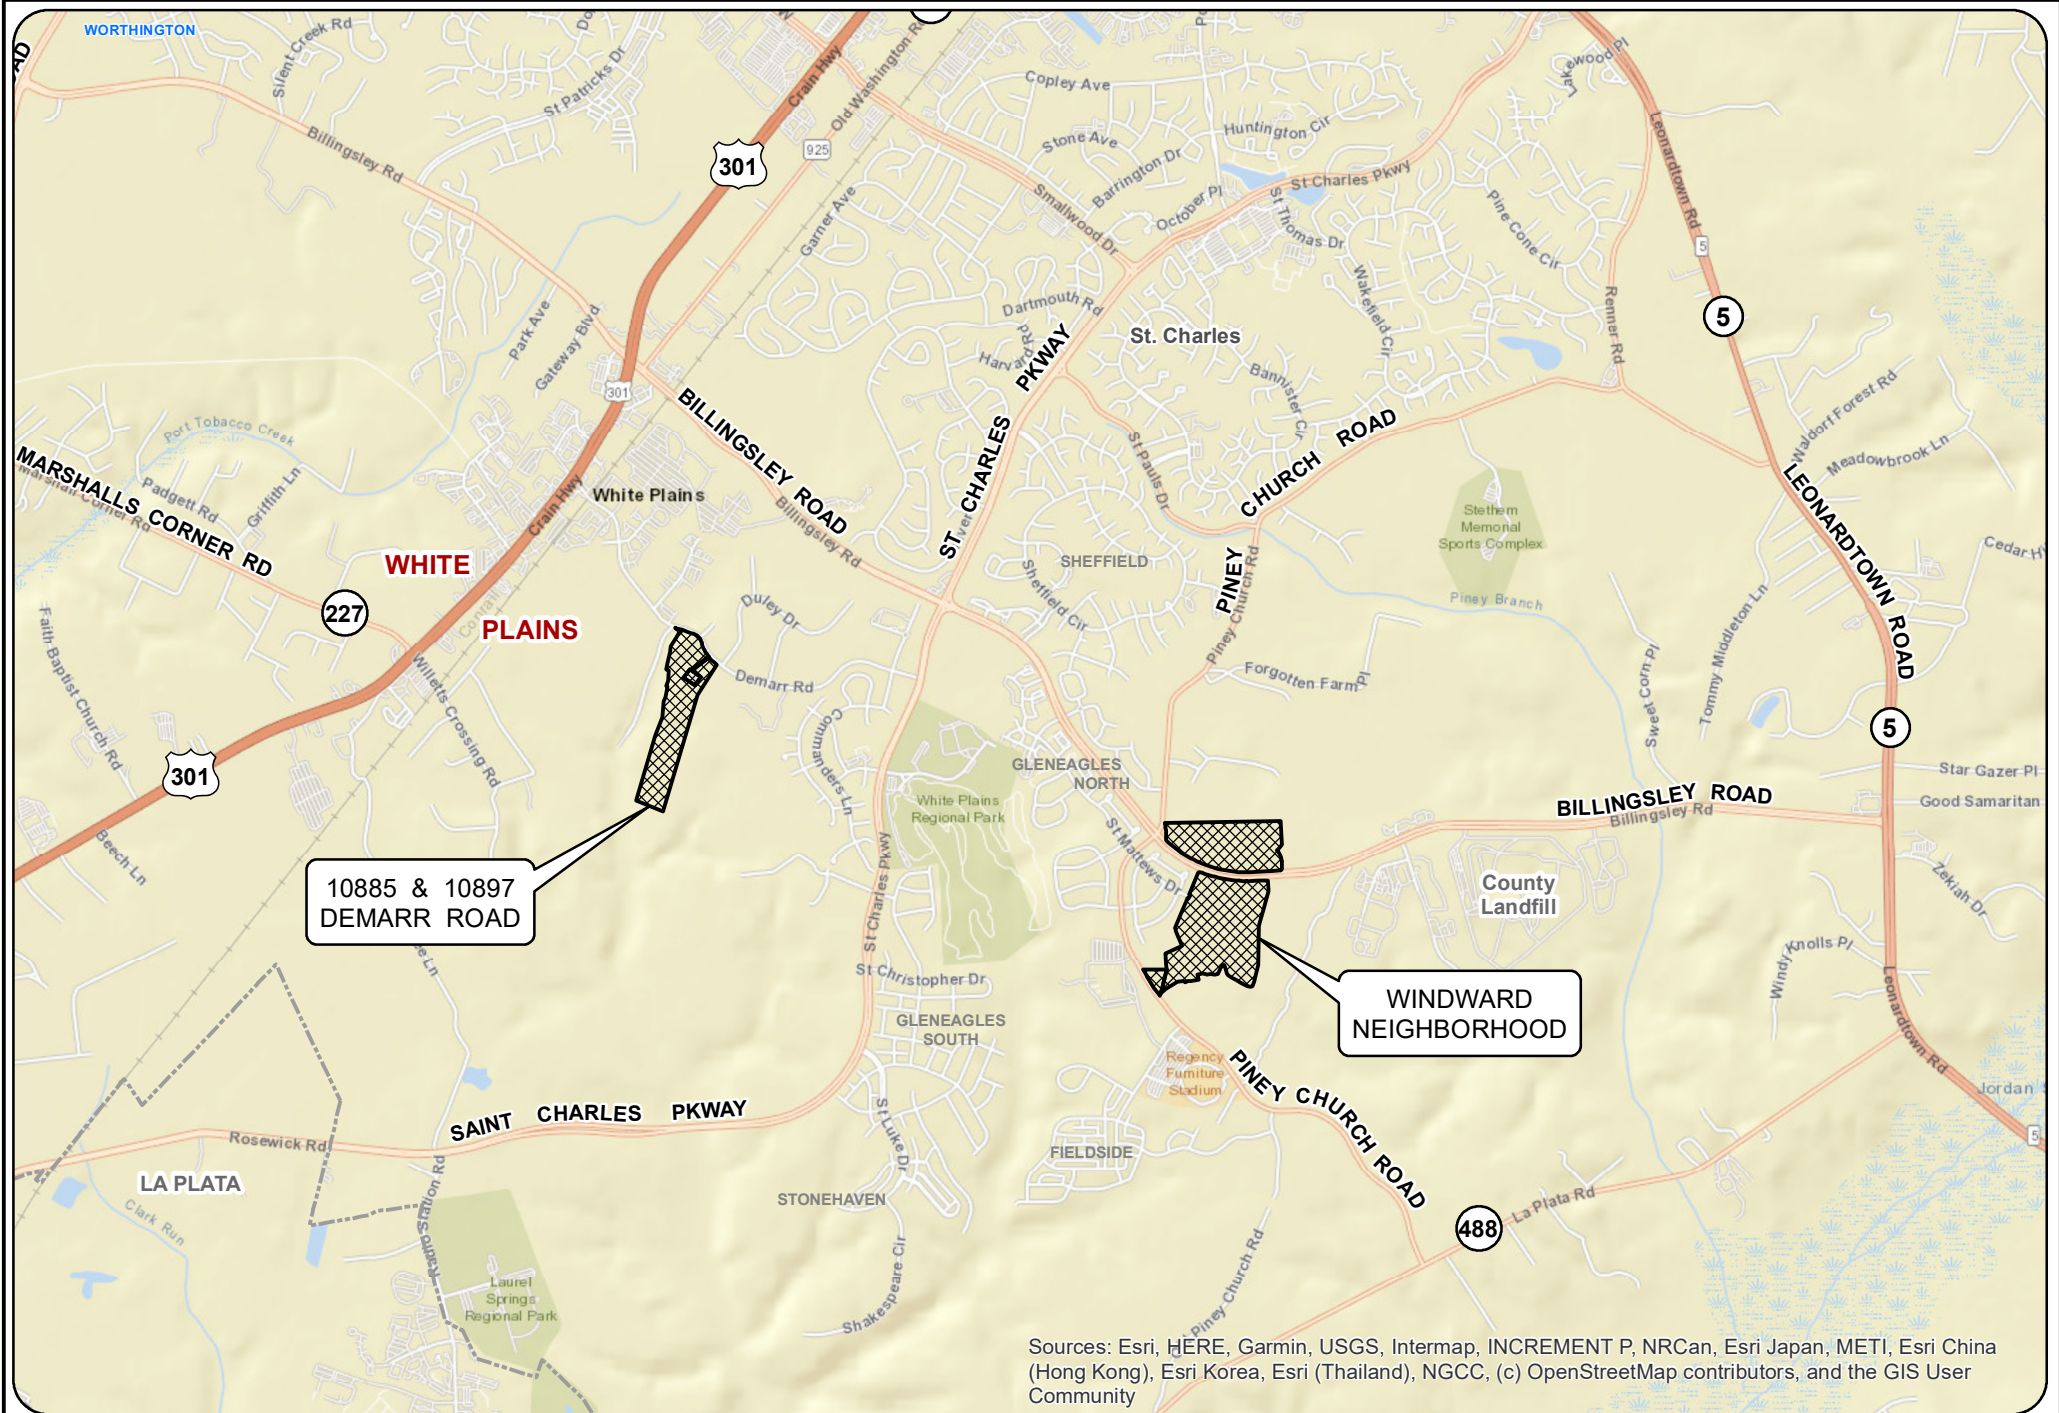 WORTHINGTON
Silent Creek Rd
St Patricks Dr
Crain Hwy
Old Washington Rd
Copley Ave
Lakewood Pl
Billingsley Rd
301
925
Stone Ave
Huntington Cir
Barrington Dr
Smallwood Dr
October Pl
St Charles Pkwy
St Thomas Dr
Leonardtown Rd
5
Pine Cone Cir
Garner Ave
Wakefield Cir
Renner Rd
5
Park Ave
Gateway Blvd
Dartmouth Rd
Harvard Rd
St. Charles
Bannister Cir
301
ST CHARLES PKWAY
BILLINGSLEY ROAD
Billingsley Rd
Port Tobacco Creek
MARSHALLS CORNER RD
Marshall Corner Rd
Padgett Rd
Griffith Ln
Crain Hwy
White Plains
St Pauls Dr
PINEY CHURCH ROAD
Piney Church Rd
Waldorf Forest Rd
Meadowbrook Ln
LEONARDTOWN ROAD
Stethem
Memorial
Sports Complex
WHITE
PLAINS
Conrail
227
SHEFFIELD
Sheffield Cir
Piney Branch
Duley Dr
Demarr Rd
Forgotten Farm Pl
Sweet Corn Pl
Tommy Middleton Ln
Faith Baptist Church Rd
Willetts Crossing Rd
Commanders Ln
301
GLENEAGLES
NORTH
5
Star Gazer Pl
Good Samaritan
BILLINGSLEY ROAD
Billingsley Rd
White Plains
Regional Park
St Mattews Dr
Beech Ln
10885 & 10897
DEMARR ROAD
St Charles Pkwy
County
Landfill
Zekiah Dr
Windy Knolls Pl
WINDWARD
NEIGHBORHOOD
St Christopher Dr
GLENEAGLES
SOUTH
Regency
Furniture
Stadium
Leonardtown Rd
Jordan
5
PINEY CHURCH ROAD
SAINT CHARLES PKWAY
Rosewick Rd
St Luke Dr
FIELDSIDE
LA PLATA
STONEHAVEN
Radio Station Rd
Clark Run
488
La Plata Rd
Shakespeare Cir
Piney Church Rd
Laurel
Springs
Regional Park
Sources: Esri, HERE, Garmin, USGS, Intermap, INCREMENT P, NRCan, Esri Japan, METI, Esri China
(Hong Kong), Esri Korea, Esri (Thailand), NGCC, (c) OpenStreetMap contributors, and the GIS User
Community